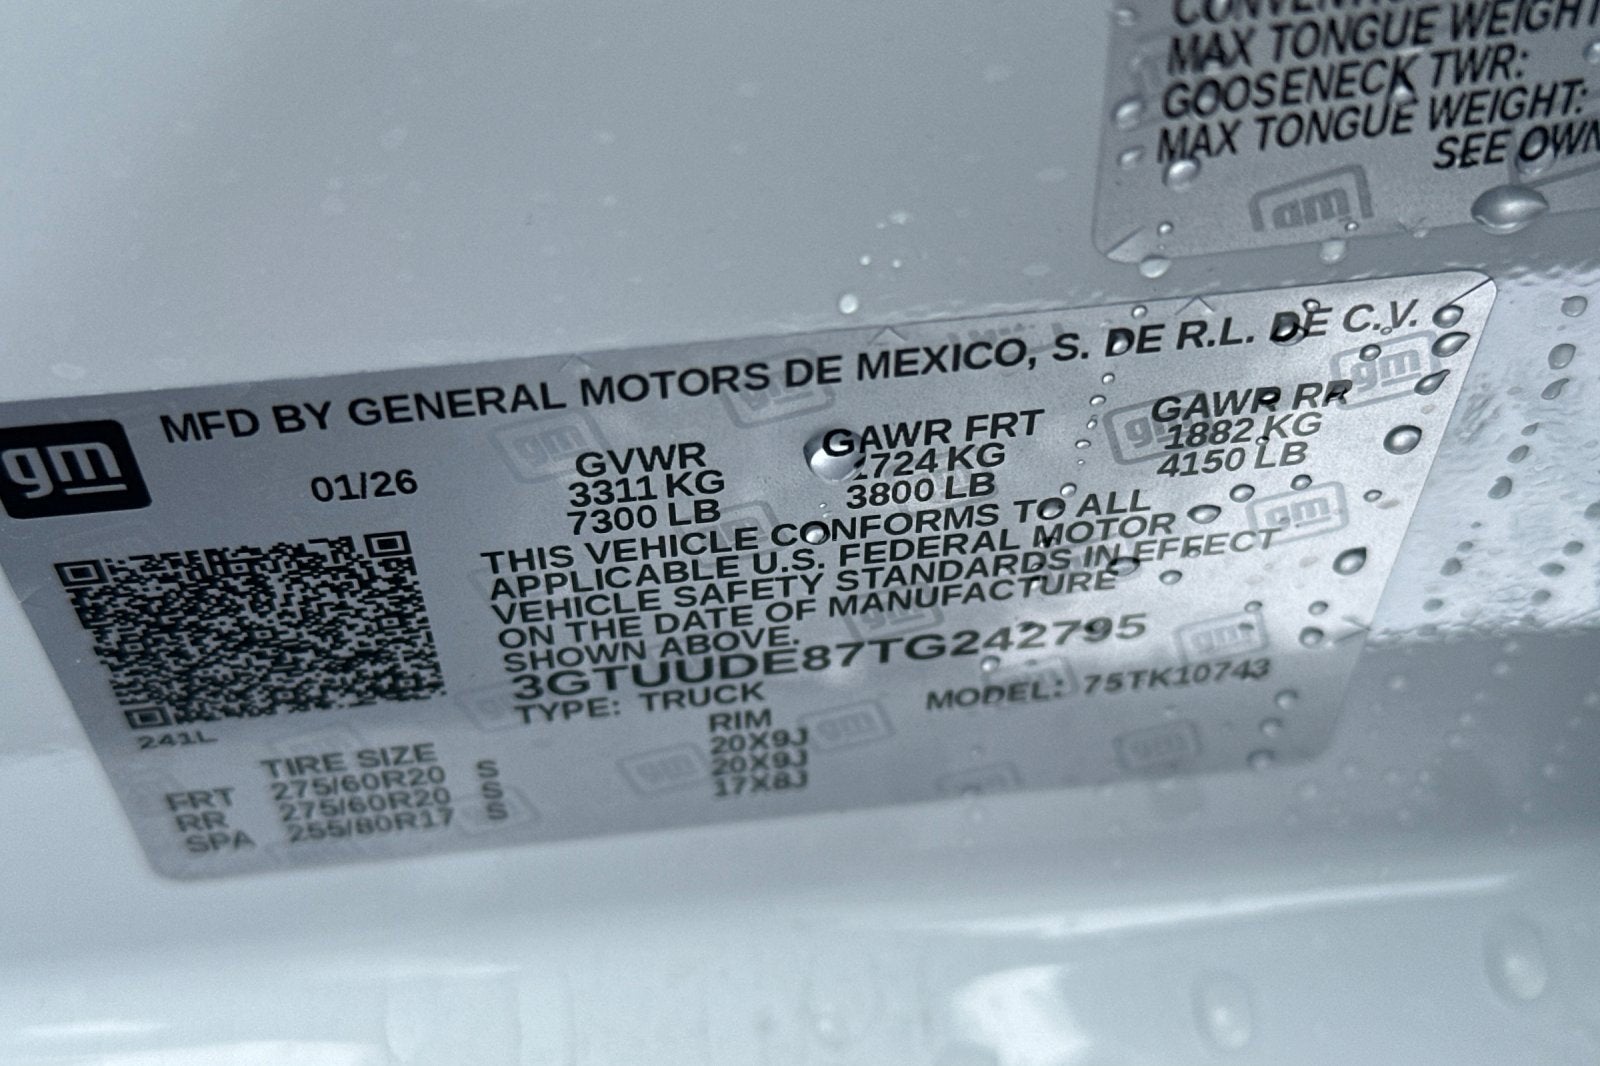 MAX TONGUE WEIGHT
GOOSENECK TWR:
MAX TONGUE WEIGHT:
SEE OWN
gm
MFD BY GENERAL MOTORS DE MEXICO, S. DE R.L. DE C.V.
gm
01/26
GVWR GAWR FRT GAWR RR
3311 KG 1724 KG 1882 KG
7300 LB 3800 LB 4150 LB
THIS VEHICLE CONFORMS TO ALL
APPLICABLE U.S. FEDERAL MOTOR
VEHICLE SAFETY STANDARDS IN EFFECT
ON THE DATE OF MANUFACTURE
SHOWN ABOVE.
3GTUUDE87TG242795
TYPE: TRUCK MODEL: 75TK10743
241L
TIRE SIZE RIM
FRT 275/60R20 S 20X9J
RR 275/60R20 S 20X9J
SPA 255/80R17 S 17X8J